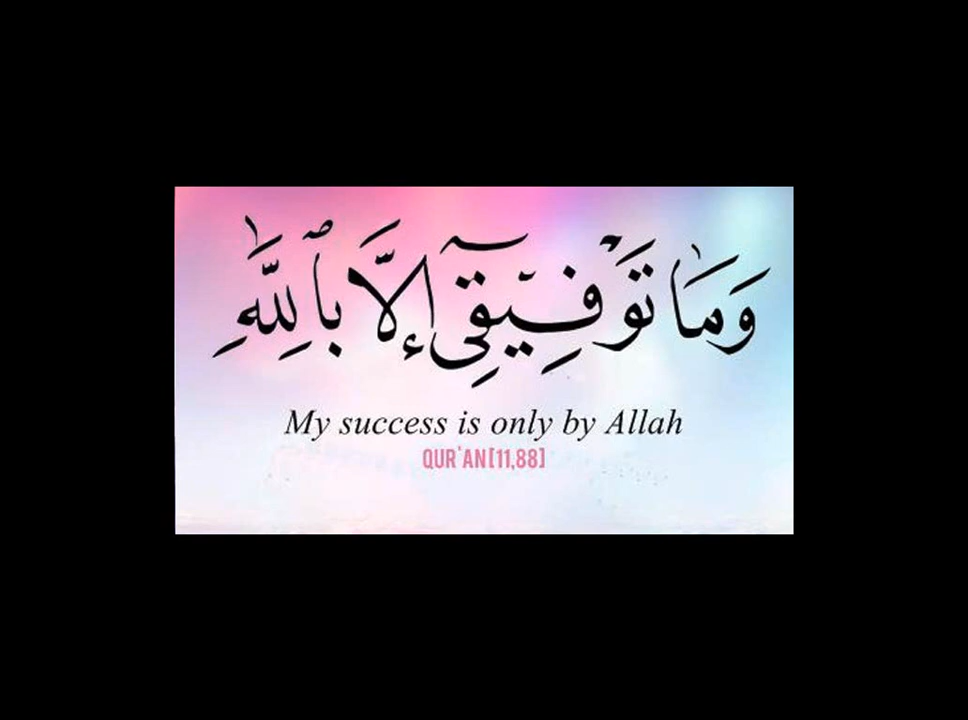 وَمَا تَوْفِيقِىٓ إِلَّا بِٱللَّهِ
My success is only by Allah
QUR'AN[11,88]